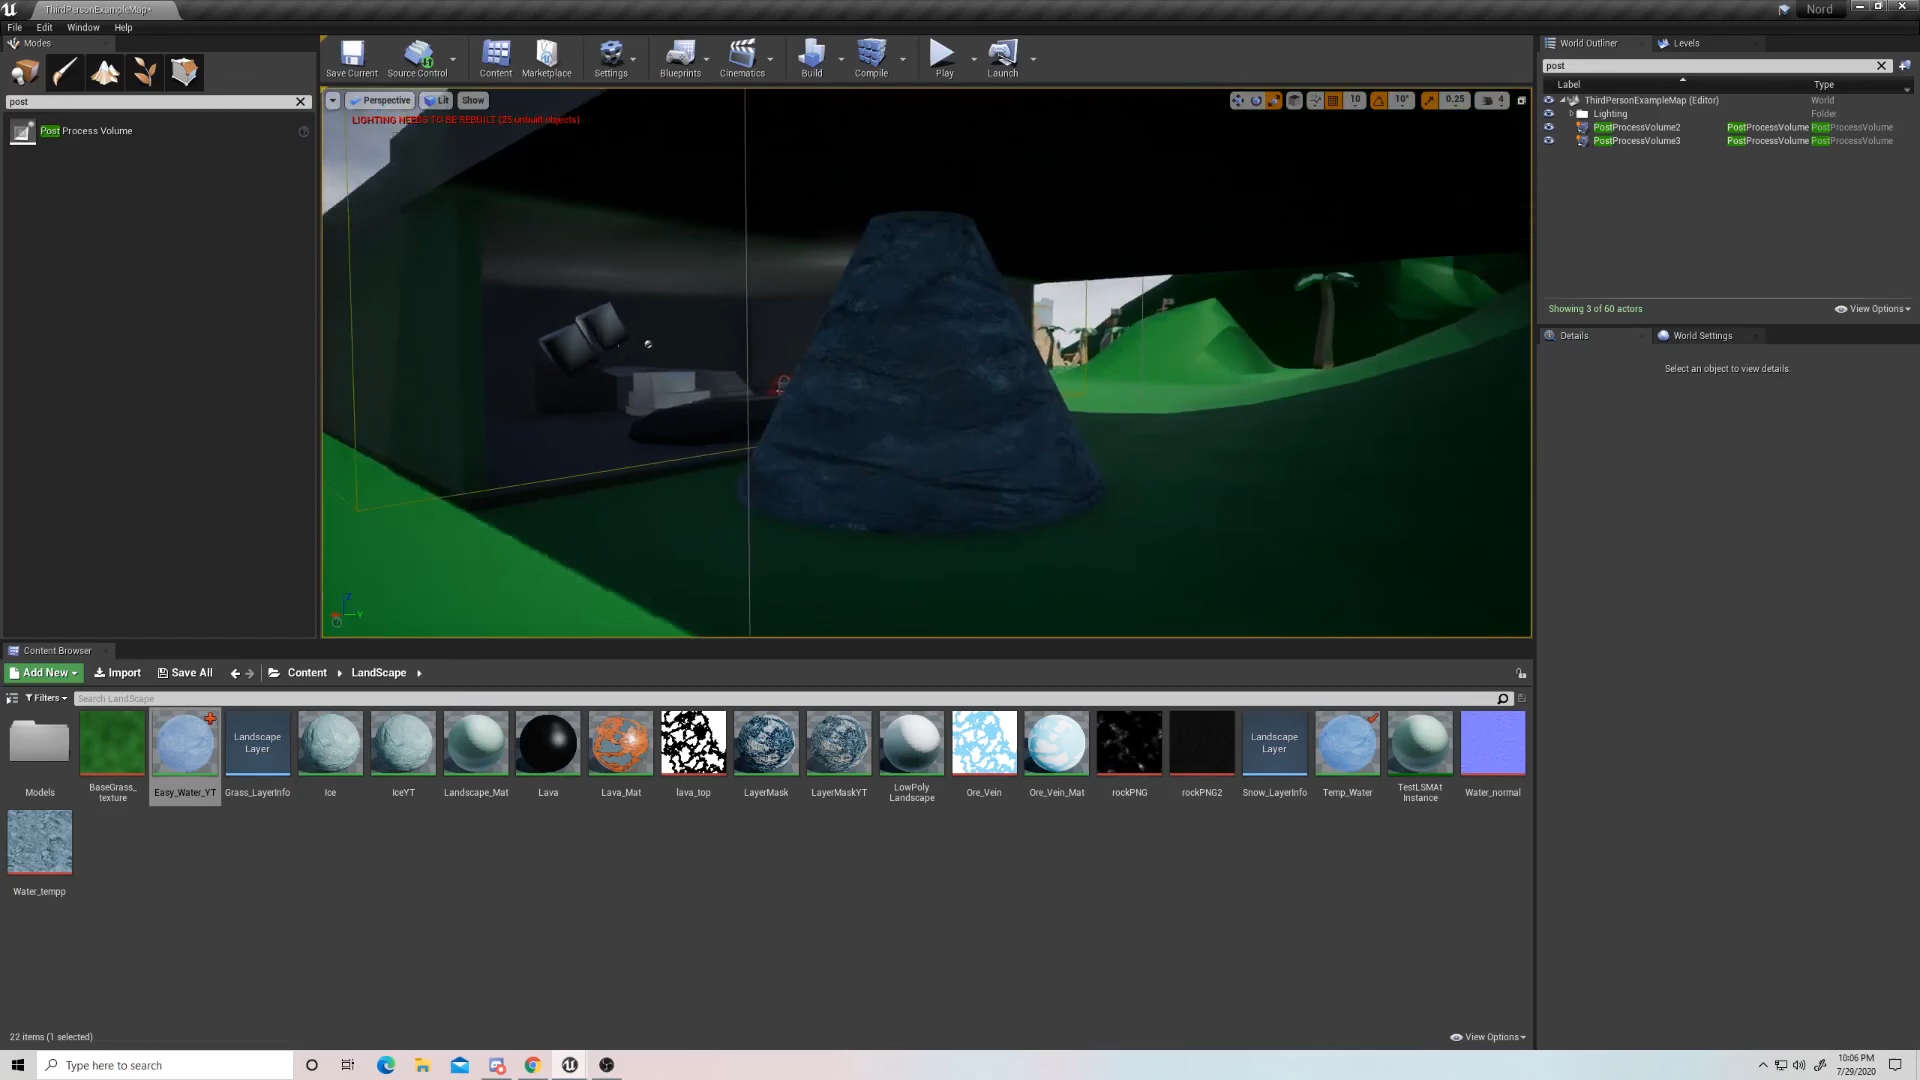 ThirdPersonExampleMap*
Nord
File Edit Window Help
Modes
post
Post Process Volume
Save Current
Source Control
Content
Marketplace
Settings
Blueprints
Cinematics
Build
Compile
Play
Launch
Perspective
Lit
Show
10
10°
0.25
4
LIGHTING NEEDS TO BE REBUILT (25 unbuilt objects)
Z
Y
World Outliner
Levels
post
Label
Type
ThirdPersonExampleMap (Editor) World
Lighting Folder
PostProcessVolume2 PostProcessVolume PostProcessVolume
PostProcessVolume3 PostProcessVolume PostProcessVolume
Showing 3 of 60 actors
View Options
Details
World Settings
Select an object to view details.
Content Browser
Add New
Import
Save All
Content
LandScape
Filters
Search LandScape
Landscape
Layer
Landscape
Layer
Models
BaseGrass_
texture
Easy_Water_YT
Grass_LayerInfo
Ice
IceYT
Landscape_Mat
Lava
Lava_Mat
lava_top
LayerMask
LayerMaskYT
LowPoly
Landscape
Ore_Vein
Ore_Vein_Mat
rockPNG
rockPNG2
Snow_LayerInfo
Temp_Water
TestLSMAt
Instance
Water_normal
Water_tempp
22 items (1 selected)
View Options
Type here to search
10:06 PM
7/29/2020